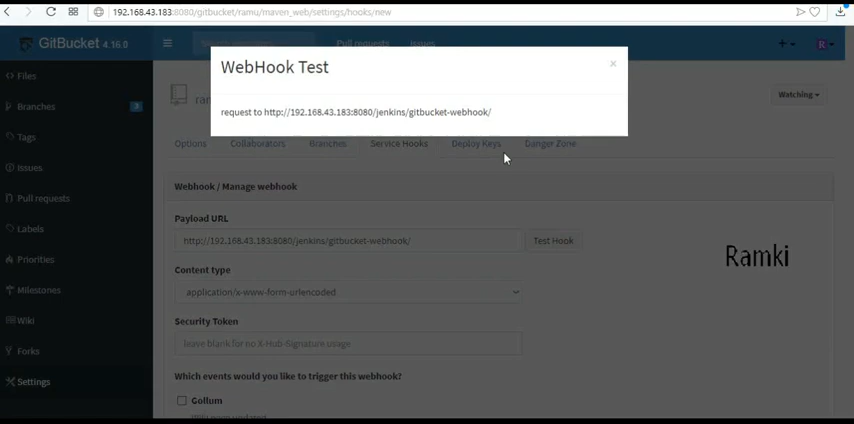 192.168.43.183:8080/gitbucket/ramu/maven_web/settings/hooks/new
GitBucket 4.16.0
Pull requests
Issues
WebHook Test
×
request to http://192.168.43.183:8080/jenkins/gitbucket-webhook/
Watching
Files
Branches 3
Tags
Issues
Pull requests
Labels
Priorities
Milestones
Wiki
Forks
Settings
Options
Collaborators
Branches
Service Hooks
Deploy Keys
Danger Zone
Webhook / Manage webhook
Payload URL
http://192.168.43.183:8080/jenkins/gitbucket-webhook/
Test Hook
Content type
application/x-www-form-urlencoded
Security Token
leave blank for no X-Hub-Signature usage
Which events would you like to trigger this webhook?
Gollum
Ramki